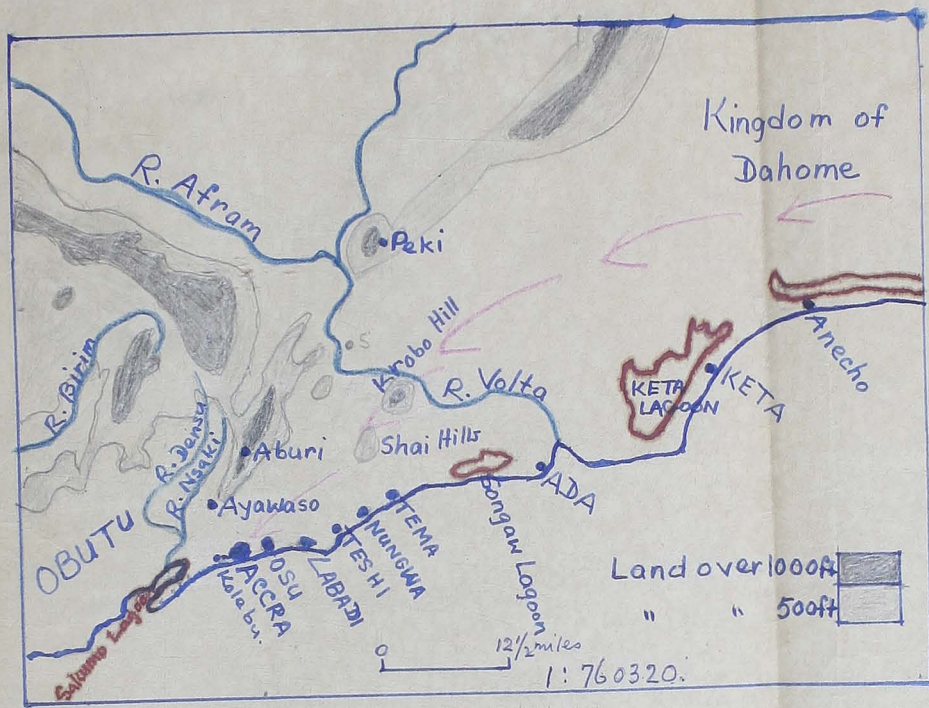 Kingdom of
Dahome
R. Afram
Peki
Krobo Hill
R. Volta
R. Birim
R. Densu
R. Nsaki
Aburi
Shai Hills
Ayawaso
OBUTU
KETA
LAGOON
KETA
Anecho
ADA
Songaw Lagoon
TEMA
NUNGWA
TESHI
LABADI
OSU
ACCRA
Kolebu.
Sakumo Lagoon
Land over 1000ft
" " 500ft
0 12½ miles
1: 760320.